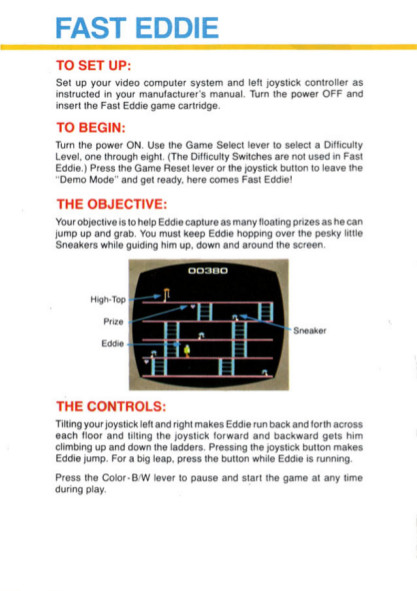 FAST EDDIE
TO SET UP:
Set up your video computer system and left joystick controller as
instructed in your manufacturer's manual. Turn the power OFF and
insert the Fast Eddie game cartridge.
TO BEGIN:
Turn the power ON. Use the Game Select lever to select a Difficulty
Level, one through eight. (The Difficulty Switches are not used in Fast
Eddie.) Press the Game Reset lever or the joystick button to leave the
"Demo Mode" and get ready, here comes Fast Eddie!
THE OBJECTIVE:
Your objective is to help Eddie capture as many floating prizes as he can
jump up and grab. You must keep Eddie hopping over the pesky little
Sneakers while guiding him up, down and around the screen.
00380
High-Top
Prize
Sneaker
Eddie
THE CONTROLS:
Tilting your joystick left and right makes Eddie run back and forth across
each floor and tilting the joystick forward and backward gets him
climbing up and down the ladders. Pressing the joystick button makes
Eddie jump. For a big leap, press the button while Eddie is running.
Press the Color-B/W lever to pause and start the game at any time
during play.